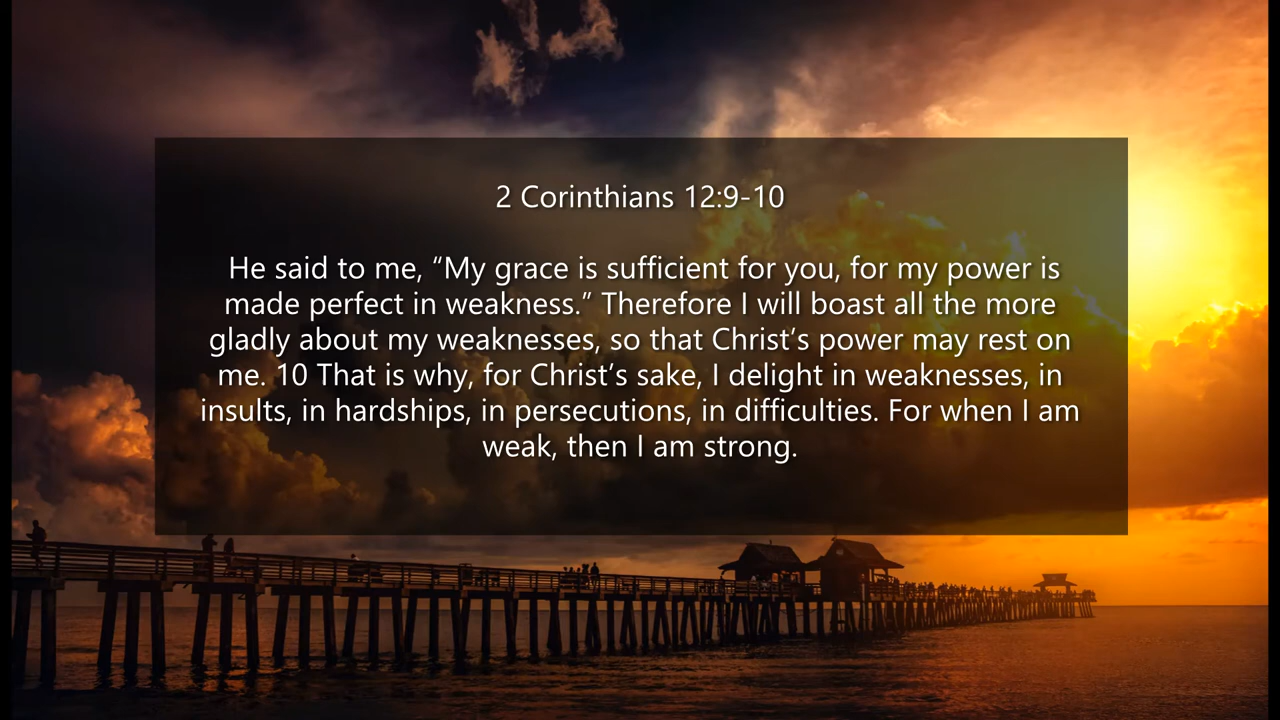 2 Corinthians 12:9-10
He said to me, “My grace is sufficient for you, for my power is
made perfect in weakness.” Therefore I will boast all the more
gladly about my weaknesses, so that Christ’s power may rest on
me. 10 That is why, for Christ’s sake, I delight in weaknesses, in
insults, in hardships, in persecutions, in difficulties. For when I am
weak, then I am strong.